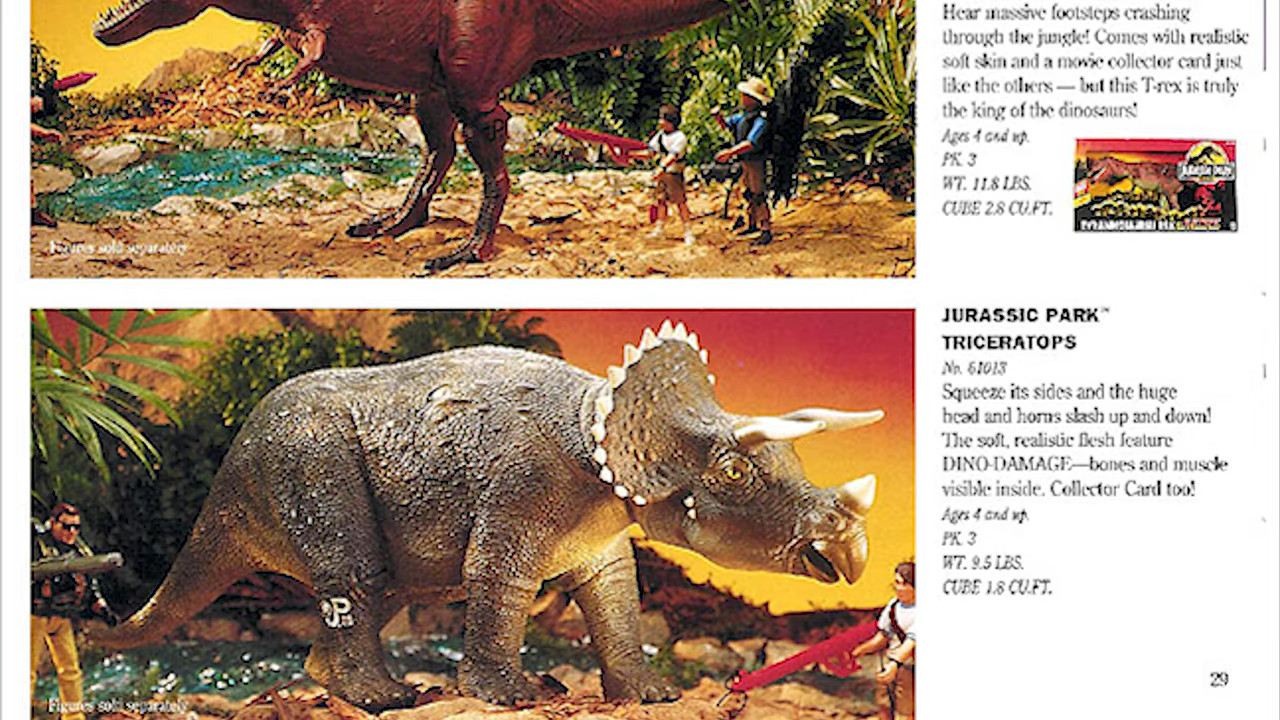 Hear massive footsteps crashing
through the jungle! Comes with realistic
soft skin and a movie collector card just
like the others — but this T-rex is truly
the king of the dinosaurs!
Ages 4 and up.
PK. 3
WT. 11.8 LBS.
CUBE 2.8 CU.FT.
JURASSIC PARK
TYRANNOSAURUS REX
Figures sold separately
JURASSIC PARK™
TRICERATOPS
No. 61013
Squeeze its sides and the huge
head and horns slash up and down!
The soft, realistic flesh feature
DINO-DAMAGE—bones and muscle
visible inside. Collector Card too!
Ages 4 and up.
PK. 3
WT. 9.5 LBS.
CUBE 1.8 CU.FT.
JP
Figures sold separately
29